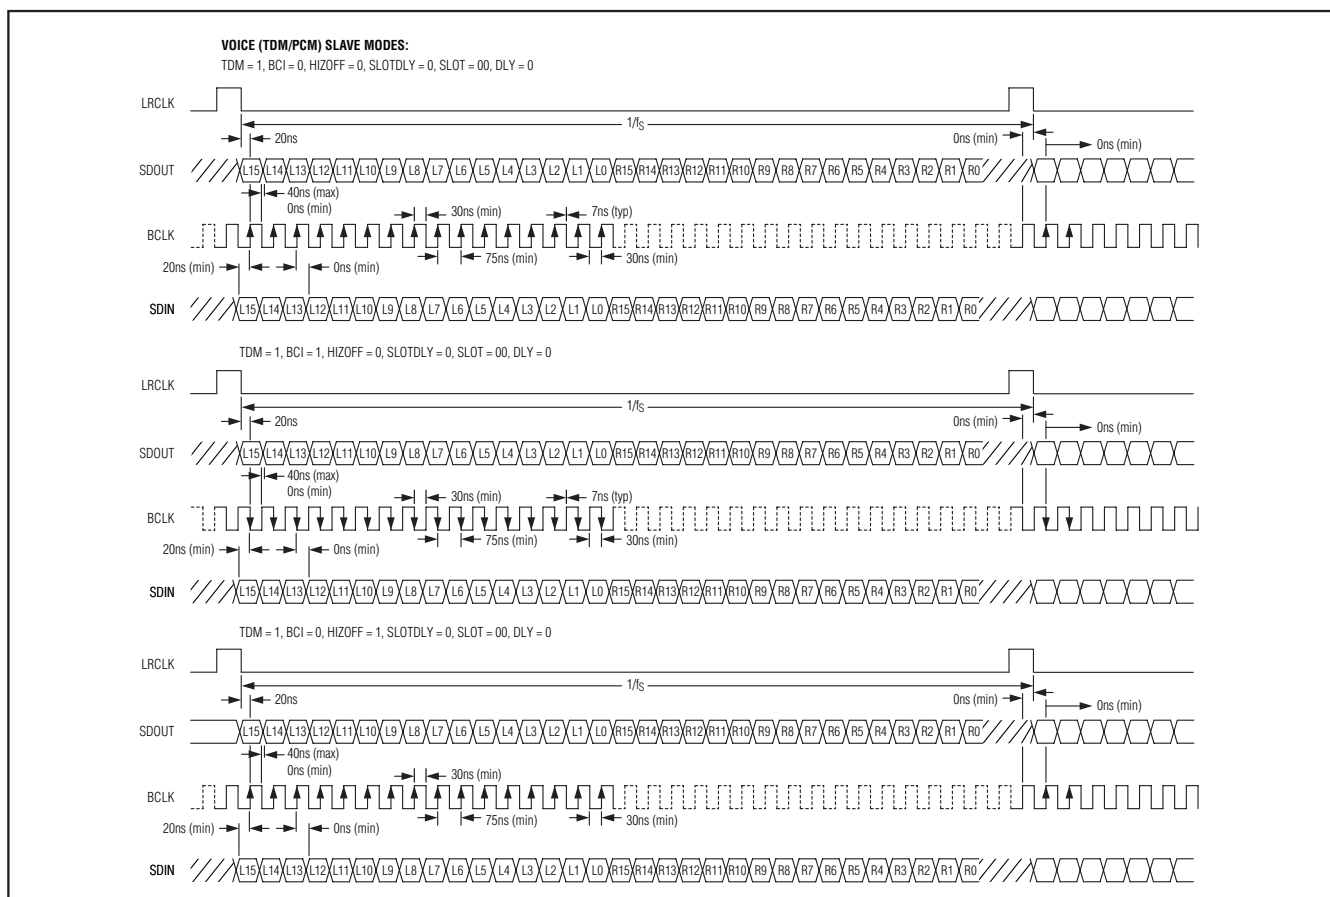 VOICE (TDM/PCM) SLAVE MODES:
TDM = 1, BCI = 0, HIZOFF = 0, SLOTDLY = 0, SLOT = 00, DLY = 0
LRCLK
1/fS
20ns
0ns (min)
0ns (min)
SDOUT
L15 L14 L13 L12 L11 L10 L9 L8 L7 L6 L5 L4 L3 L2 L1 L0 R15 R14 R13 R12 R11 R10 R9 R8 R7 R6 R5 R4 R3 R2 R1 R0
40ns (max)
0ns (min)
30ns (min)
7ns (typ)
BCLK
20ns (min)
0ns (min)
75ns (min)
30ns (min)
SDIN
L15 L14 L13 L12 L11 L10 L9 L8 L7 L6 L5 L4 L3 L2 L1 L0 R15 R14 R13 R12 R11 R10 R9 R8 R7 R6 R5 R4 R3 R2 R1 R0
TDM = 1, BCI = 1, HIZOFF = 0, SLOTDLY = 0, SLOT = 00, DLY = 0
LRCLK
1/fS
20ns
0ns (min)
0ns (min)
SDOUT
L15 L14 L13 L12 L11 L10 L9 L8 L7 L6 L5 L4 L3 L2 L1 L0 R15 R14 R13 R12 R11 R10 R9 R8 R7 R6 R5 R4 R3 R2 R1 R0
40ns (max)
0ns (min)
30ns (min)
7ns (typ)
BCLK
20ns (min)
0ns (min)
75ns (min)
30ns (min)
SDIN
L15 L14 L13 L12 L11 L10 L9 L8 L7 L6 L5 L4 L3 L2 L1 L0 R15 R14 R13 R12 R11 R10 R9 R8 R7 R6 R5 R4 R3 R2 R1 R0
TDM = 1, BCI = 0, HIZOFF = 1, SLOTDLY = 0, SLOT = 00, DLY = 0
LRCLK
1/fS
20ns
0ns (min)
0ns (min)
SDOUT
L15 L14 L13 L12 L11 L10 L9 L8 L7 L6 L5 L4 L3 L2 L1 L0 R15 R14 R13 R12 R11 R10 R9 R8 R7 R6 R5 R4 R3 R2 R1 R0
40ns (max)
0ns (min)
30ns (min)
7ns (typ)
BCLK
20ns (min)
0ns (min)
75ns (min)
30ns (min)
SDIN
L15 L14 L13 L12 L11 L10 L9 L8 L7 L6 L5 L4 L3 L2 L1 L0 R15 R14 R13 R12 R11 R10 R9 R8 R7 R6 R5 R4 R3 R2 R1 R0